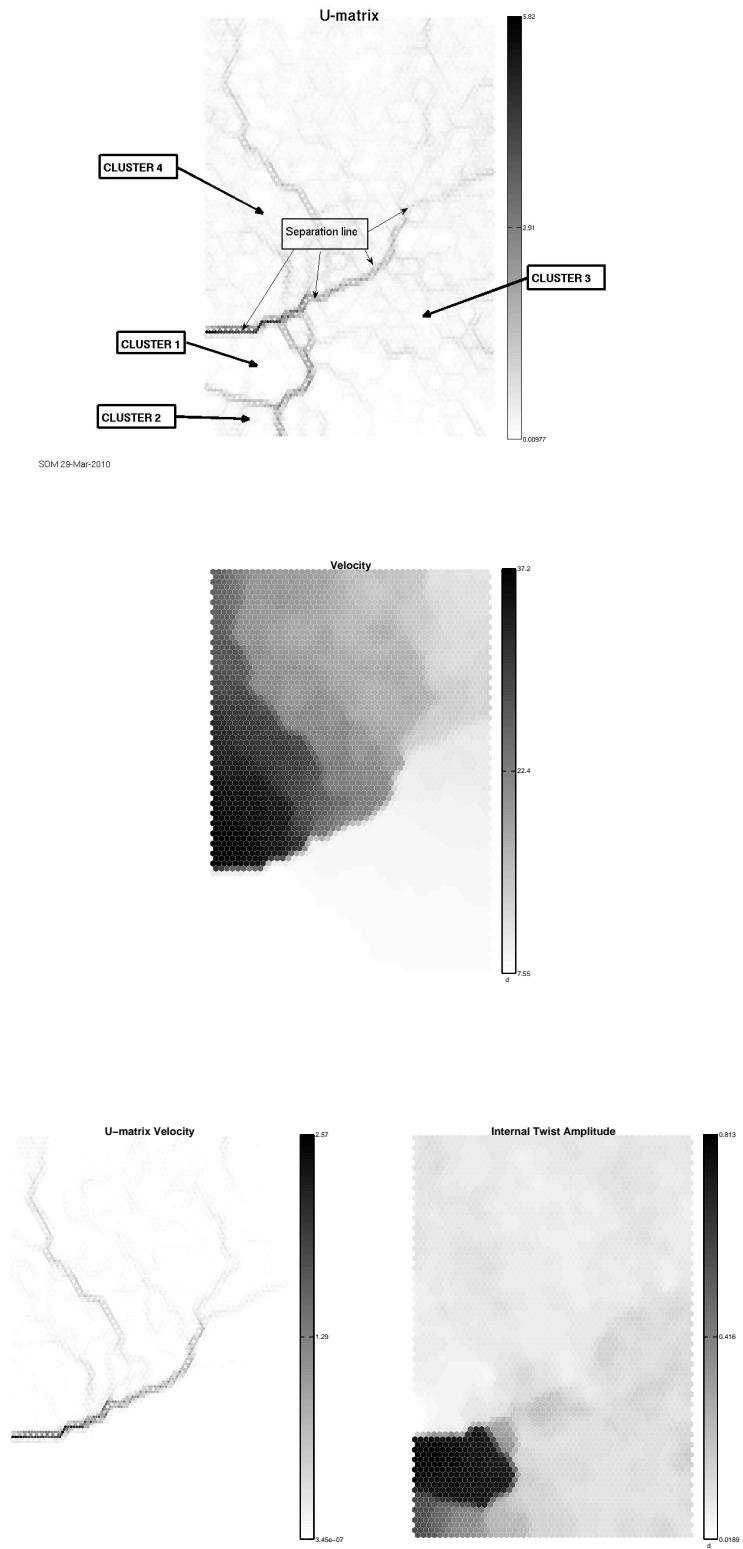 U-matrix
5.82
CLUSTER 4
Separation line
2.91
CLUSTER 3
CLUSTER 1
CLUSTER 2
0.00977
SOM 29-Mar-2010
Velocity
37.2
22.4
7.55
d
U-matrix Velocity
2.57
1.29
3.45e-07
Internal Twist Amplitude
0.813
0.416
0.0189
d